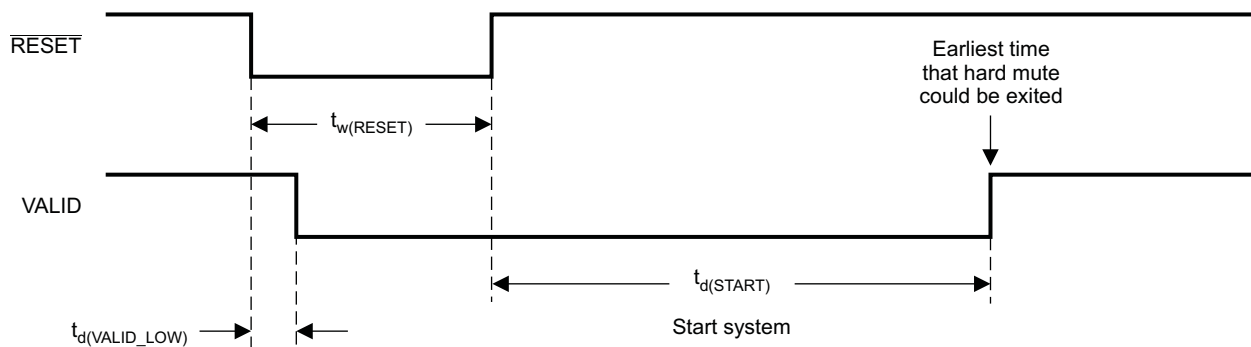 RESET
Earliest time
that hard mute
could be exited
tw(RESET)
VALID
td(START)
td(VALID_LOW)
Start system